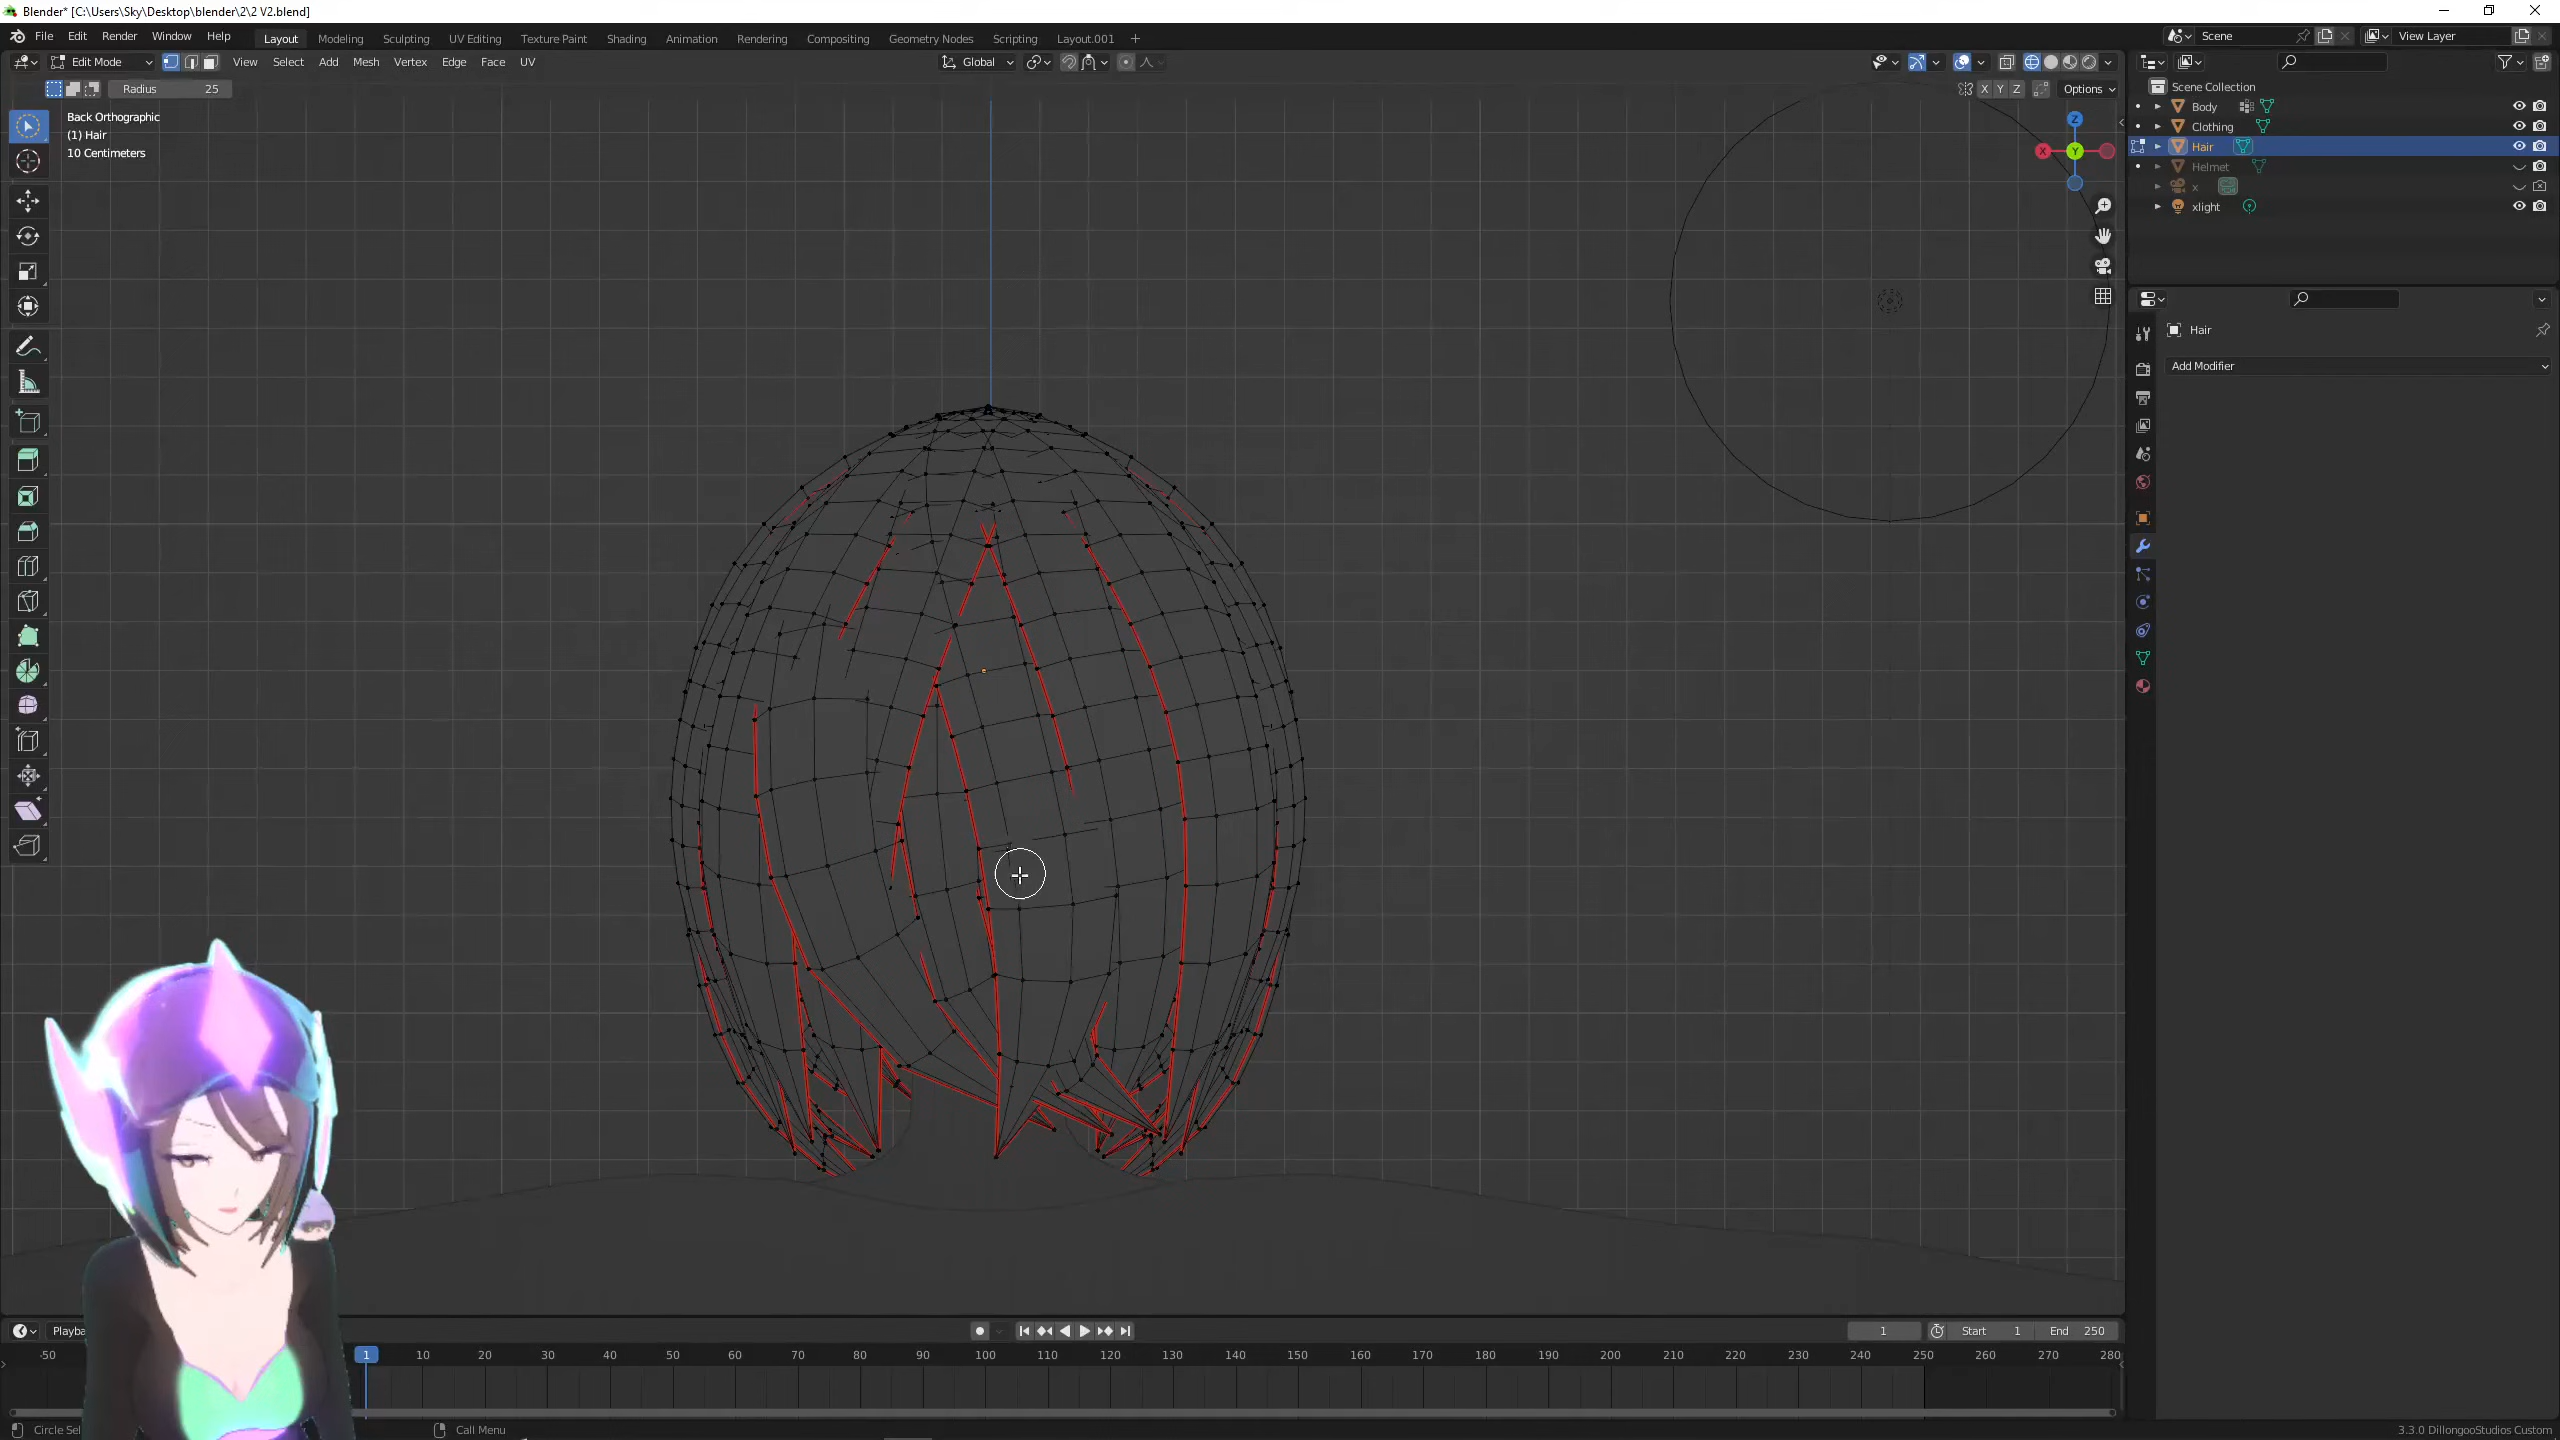 Blender* [C:\Users\Sky\Desktop\blender\2\2 V2.blend]
File Edit Render Window Help Layout Modeling Sculpting UV Editing Texture Paint Shading Animation Rendering Compositing Geometry Nodes Scripting Layout.001 + Scene View Layer
Edit Mode View Select Add Mesh Vertex Edge Face UV Global
Radius 25 X Y Z Options
Back Orthographic
(1) Hair
10 Centimeters
Z
X Y
Scene Collection
Body
Clothing
Hair
Helmet
x
xlight
Hair
Add Modifier
Playba 1 Start 1 End 250
-50 1 10 20 30 40 50 60 70 80 90 100 110 120 130 140 150 160 170 180 190 200 210 220 230 240 250 260 270 280
Circle Sel Call Menu 3.3.0 DillongooStudios Custom